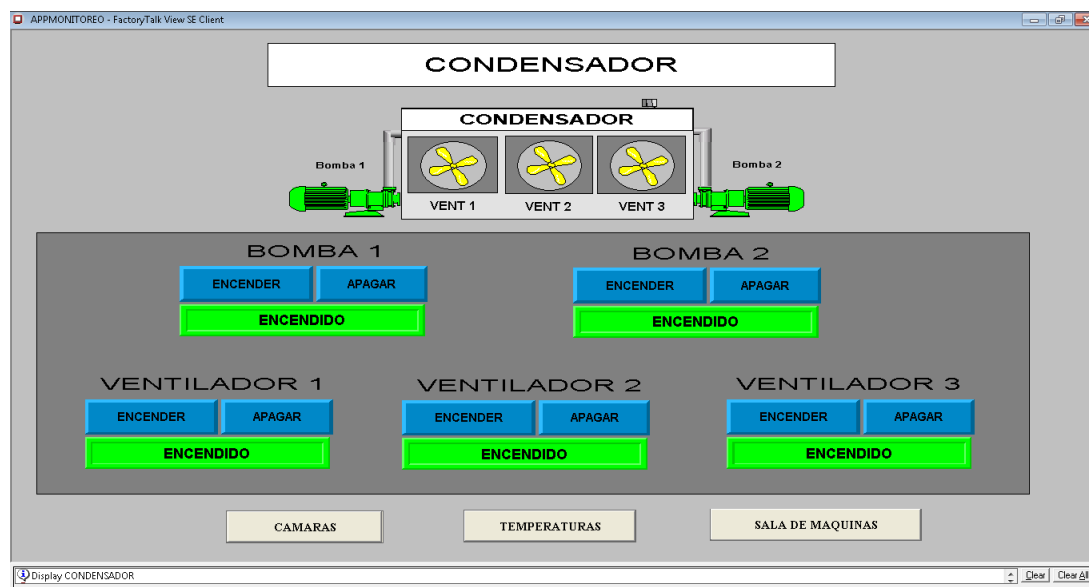 APPMONITOREO - FactoryTalk View SE Client
CONDENSADOR
CONDENSADOR
Bomba 1
Bomba 2
VENT 1 VENT 2 VENT 3
BOMBA 1 BOMBA 2
ENCENDER APAGAR ENCENDER APAGAR
ENCENDIDO ENCENDIDO
VENTILADOR 1 VENTILADOR 2 VENTILADOR 3
ENCENDER APAGAR ENCENDER APAGAR ENCENDER APAGAR
ENCENDIDO ENCENDIDO ENCENDIDO
CAMARAS TEMPERATURAS SALA DE MAQUINAS
Display CONDENSADOR Clear Clear All